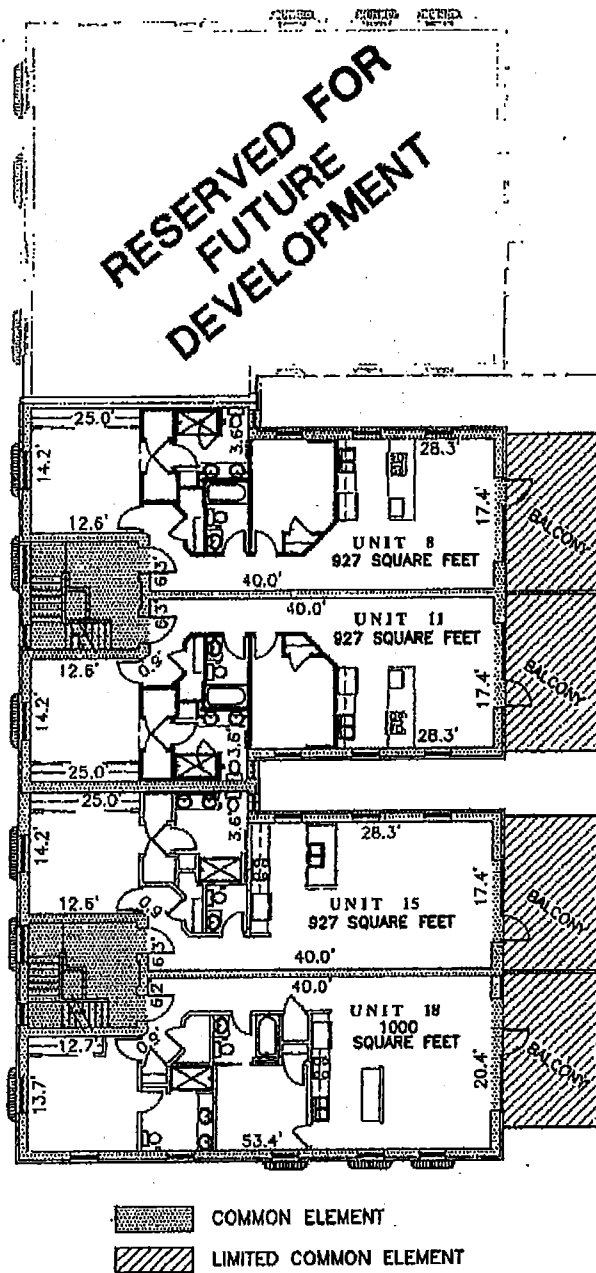 RESERVED FOR
FUTURE
DEVELOPMENT
25.0'
3.6'
14.2'
28.3'
17.4'
BALCONY
UNIT 8
927 SQUARE FEET
12.6'
6.3'
40.0'
40.0'
6.3'
UNIT 11
927 SQUARE FEET
12.6'
0.9'
17.4'
BALCONY
14.2'
3.6'
28.3'
25.0'
25.0'
3.6'
14.2'
28.3'
17.4'
BALCONY
UNIT 15
927 SQUARE FEET
12.6'
0.9'
6.3'
40.0'
6.2'
40.0'
UNIT 18
1000
SQUARE FEET
12.7'
0.9'
20.4'
BALCONY
13.7'
53.4'
COMMON ELEMENT
LIMITED COMMON ELEMENT